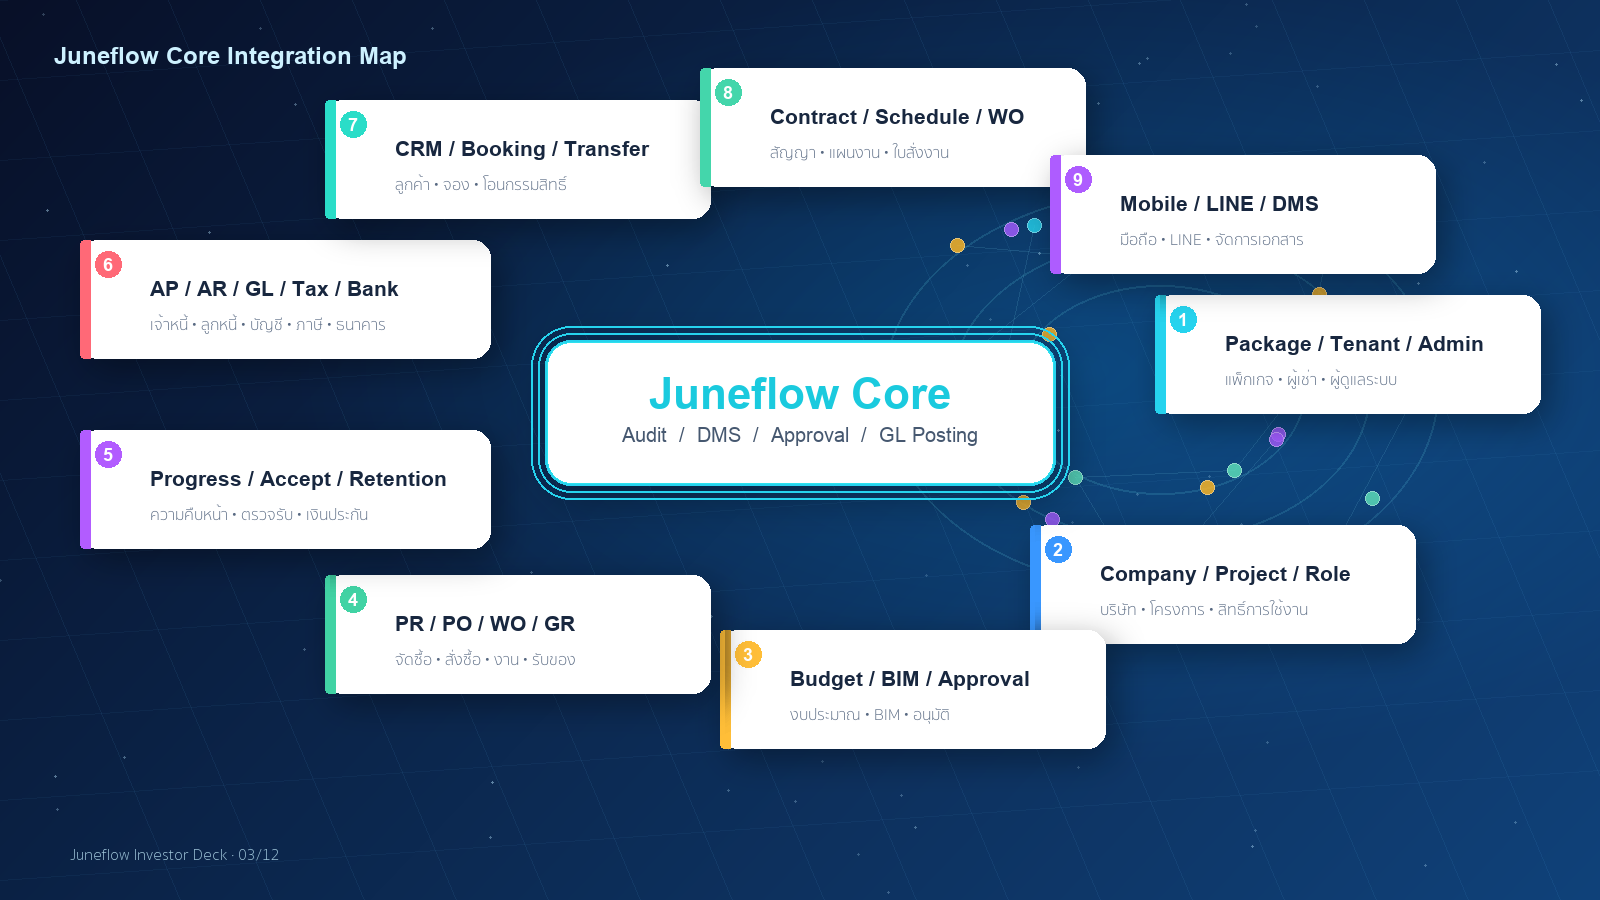 Juneflow Core Integration Map
8
Contract / Schedule / WO
สัญญา • แผนงาน • ใบสั่งงาน
7
CRM / Booking / Transfer
ลูกค้า • จอง • โอนกรรมสิทธิ์
9
Mobile / LINE / DMS
มือถือ • LINE • จัดการเอกสาร
6
AP / AR / GL / Tax / Bank
เจ้าหนี้ • ลูกหนี้ • บัญชี • ภาษี • ธนาคาร
1
Package / Tenant / Admin
แพ็กเกจ • ผู้เช่า • ผู้ดูแลระบบ
Juneflow Core
Audit / DMS / Approval / GL Posting
5
Progress / Accept / Retention
ความคืบหน้า • ตรวจรับ • เงินประกัน
2
Company / Project / Role
บริษัท • โครงการ • สิทธิ์การใช้งาน
4
PR / PO / WO / GR
จัดซื้อ • สั่งซื้อ • งาน • รับของ
3
Budget / BIM / Approval
งบประมาณ • BIM • อนุมัติ
Juneflow Investor Deck · 03/12